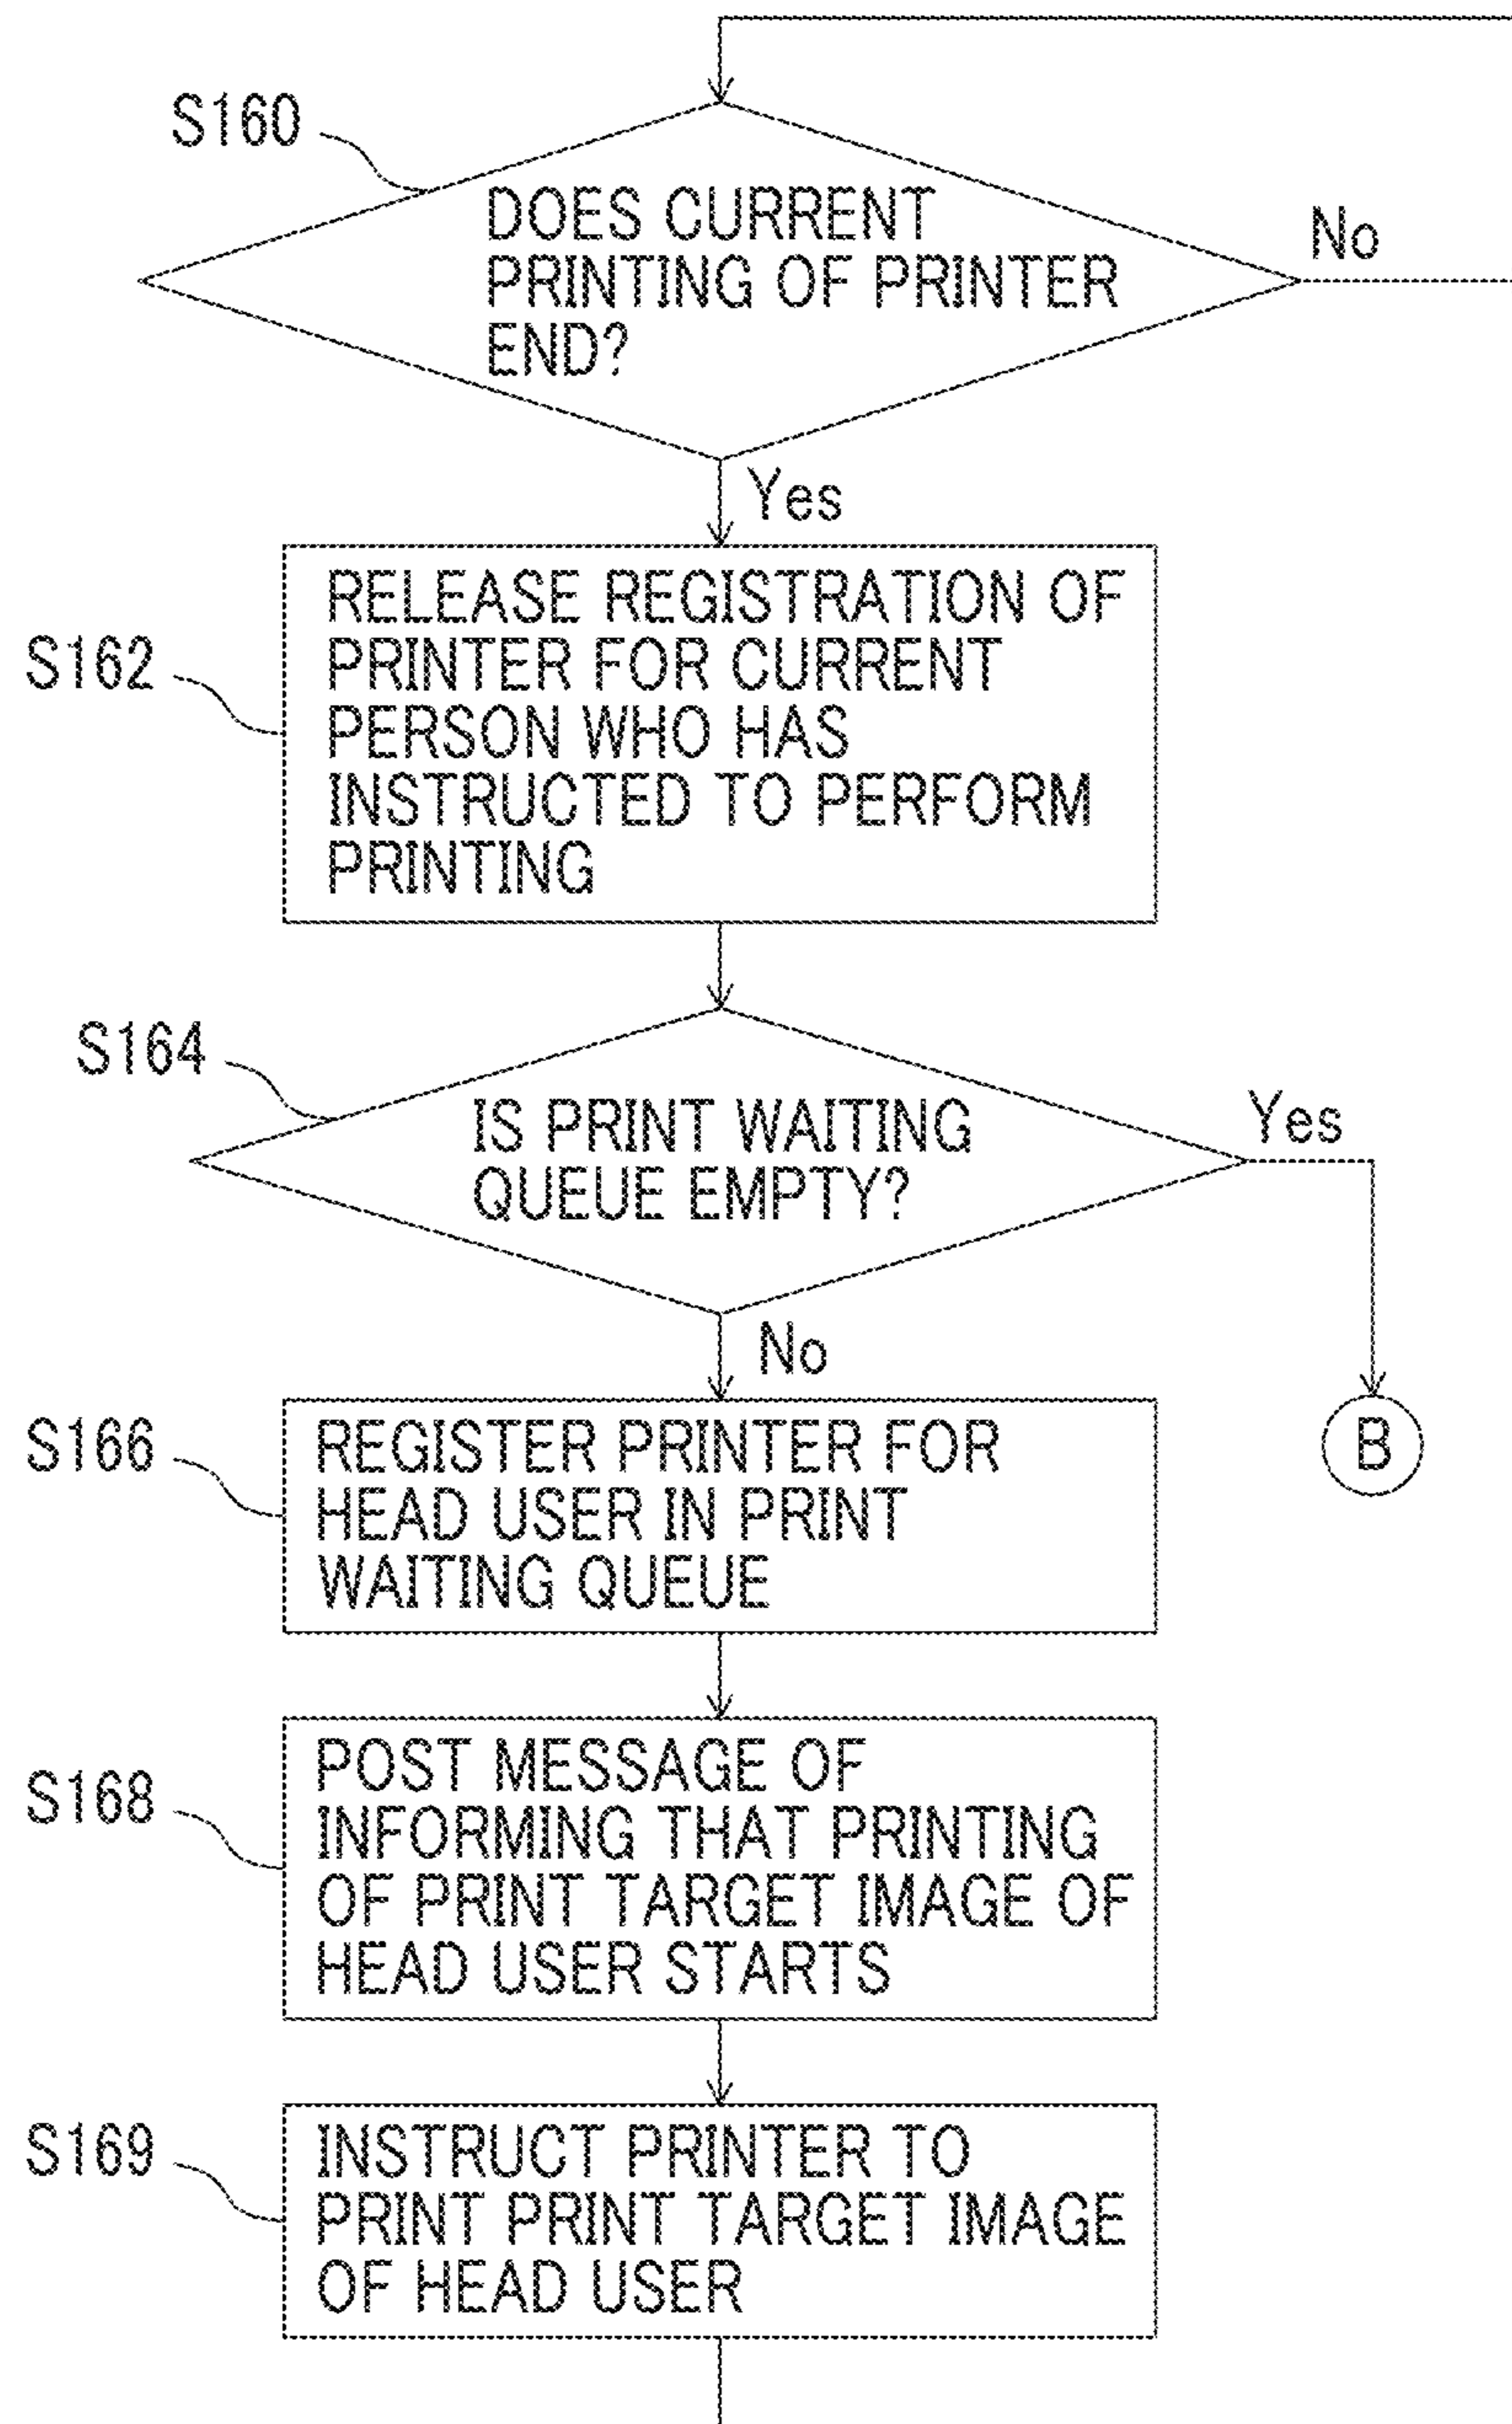 S160
DOES CURRENT
PRINTING OF PRINTER
END?
No
Yes
S162
RELEASE REGISTRATION OF
PRINTER FOR CURRENT
PERSON WHO HAS
INSTRUCTED TO PERFORM
PRINTING
S164
IS PRINT WAITING
QUEUE EMPTY?
Yes
No
B
S166
REGISTER PRINTER FOR
HEAD USER IN PRINT
WAITING QUEUE
S168
POST MESSAGE OF
INFORMING THAT PRINTING
OF PRINT TARGET IMAGE OF
HEAD USER STARTS
S169
INSTRUCT PRINTER TO
PRINT PRINT TARGET IMAGE
OF HEAD USER